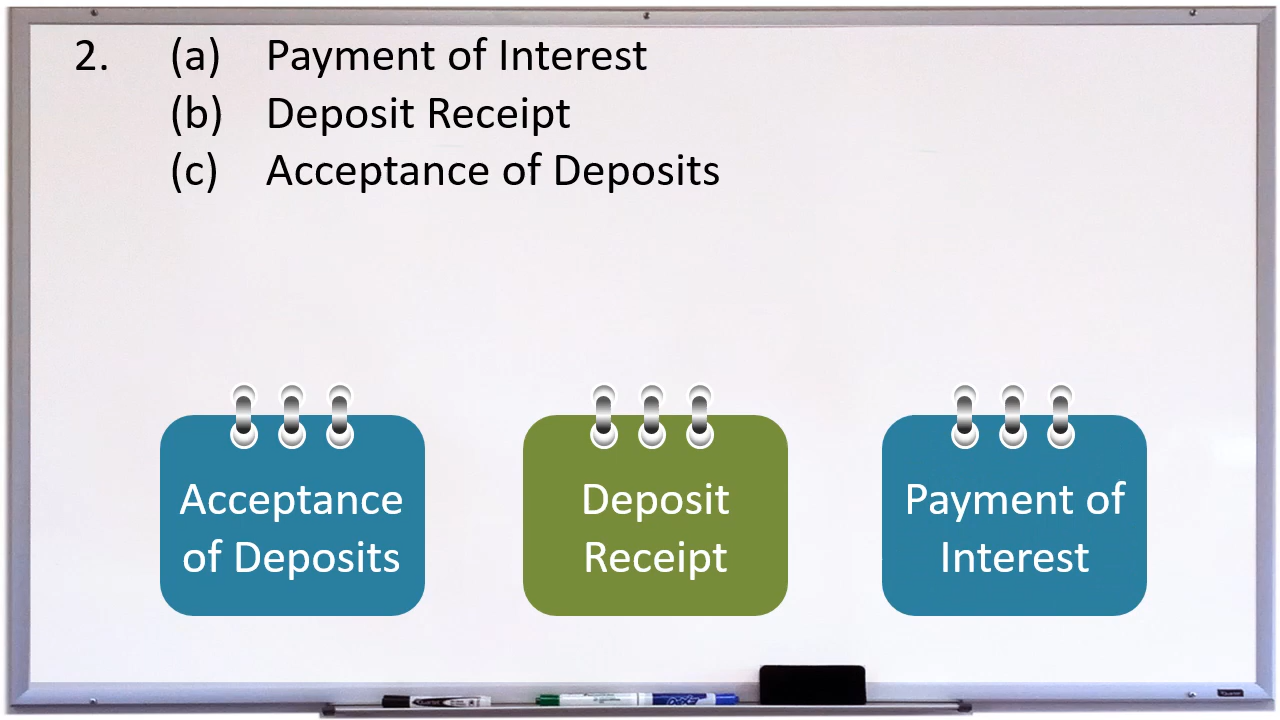 2. (a) Payment of Interest
(b) Deposit Receipt
(c) Acceptance of Deposits
Acceptance
of Deposits
Deposit
Receipt
Payment of
Interest